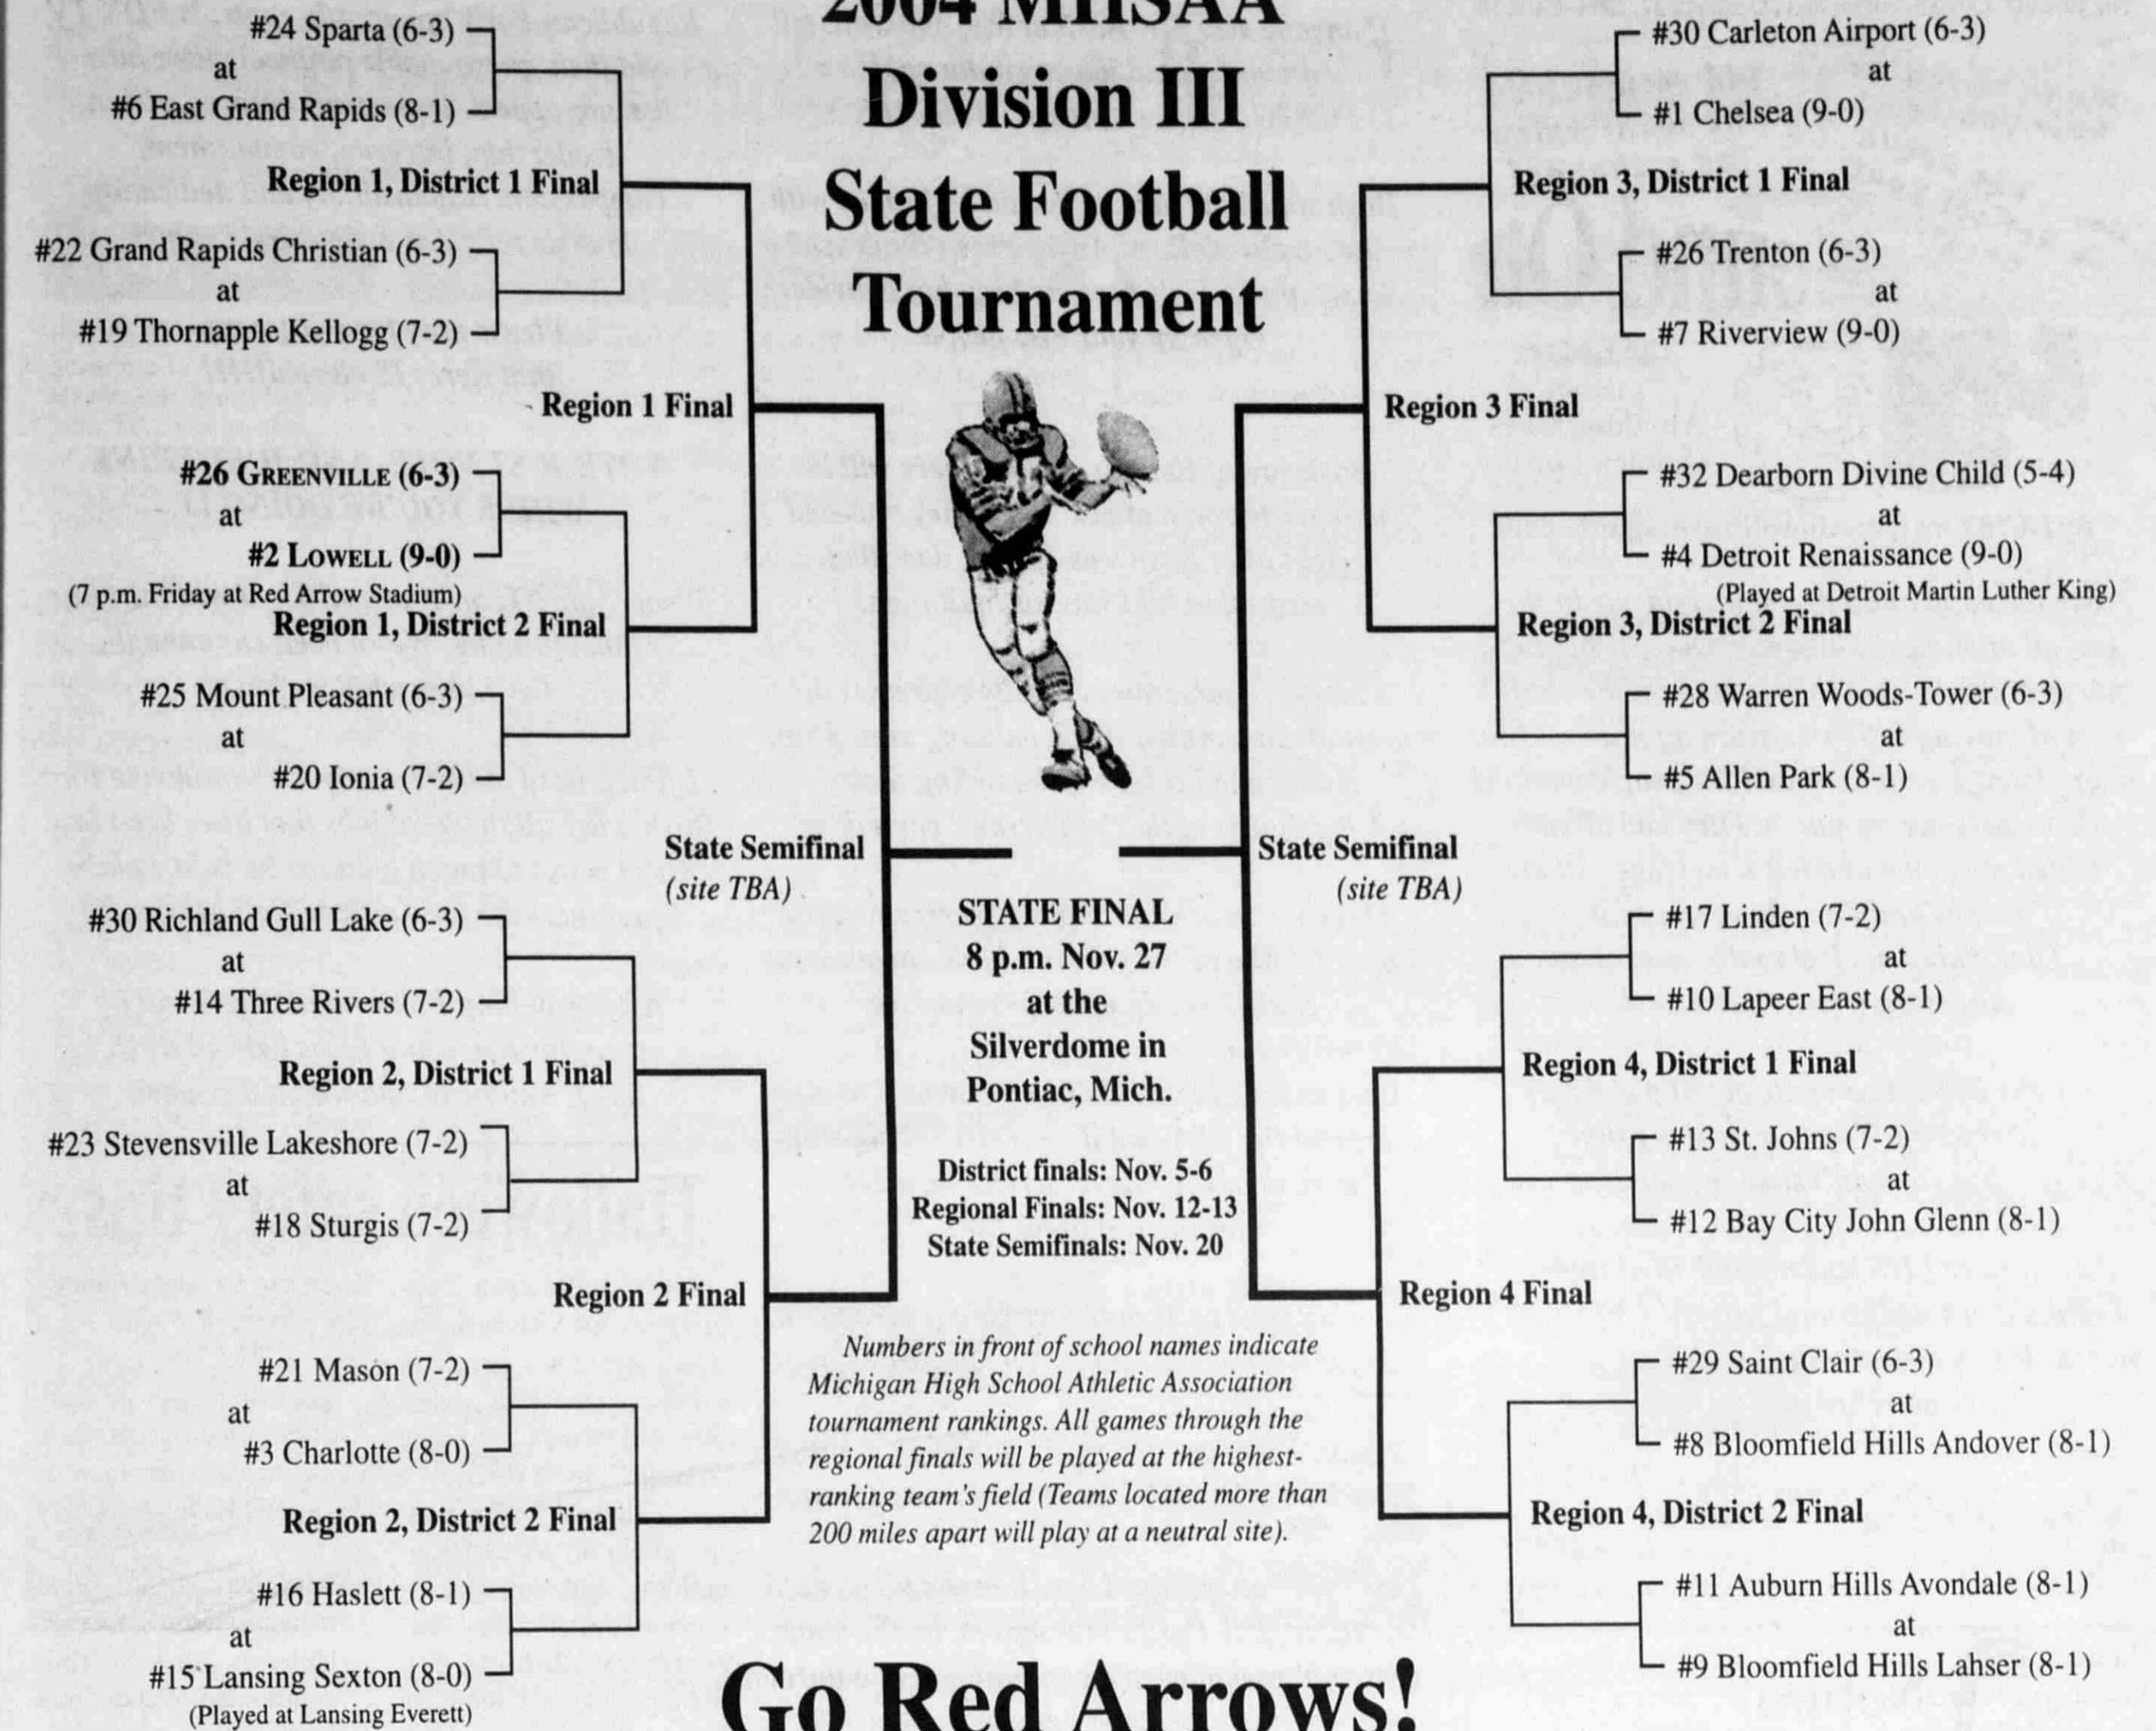 2004 MHSAA
Division III
State Football
Tournament
#24 Sparta (6-3)
at
#6 East Grand Rapids (8-1)
Region 1, District 1 Final
#22 Grand Rapids Christian (6-3)
at
#19 Thornapple Kellogg (7-2)
Region 1 Final
#26 GREENVILLE (6-3)
at
#2 LOWELL (9-0)
(7 p.m. Friday at Red Arrow Stadium)
Region 1, District 2 Final
#25 Mount Pleasant (6-3)
at
#20 Ionia (7-2)
State Semifinal
(site TBA)
#30 Richland Gull Lake (6-3)
at
#14 Three Rivers (7-2)
Region 2, District 1 Final
#23 Stevensville Lakeshore (7-2)
at
#18 Sturgis (7-2)
Region 2 Final
#21 Mason (7-2)
at
#3 Charlotte (8-0)
Region 2, District 2 Final
#16 Haslett (8-1)
at
#15 Lansing Sexton (8-0)
(Played at Lansing Everett)
STATE FINAL
8 p.m. Nov. 27
at the
Silverdome in
Pontiac, Mich.
District finals: Nov. 5-6
Regional Finals: Nov. 12-13
State Semifinals: Nov. 20
Numbers in front of school names indicate
Michigan High School Athletic Association
tournament rankings. All games through the
regional finals will be played at the highest-
ranking team's field (Teams located more than
200 miles apart will play at a neutral site).
#30 Carleton Airport (6-3)
at
#1 Chelsea (9-0)
Region 3, District 1 Final
#26 Trenton (6-3)
at
#7 Riverview (9-0)
Region 3 Final
#32 Dearborn Divine Child (5-4)
at
#4 Detroit Renaissance (9-0)
(Played at Detroit Martin Luther King)
Region 3, District 2 Final
#28 Warren Woods-Tower (6-3)
at
#5 Allen Park (8-1)
State Semifinal
(site TBA)
#17 Linden (7-2)
at
#10 Lapeer East (8-1)
Region 4, District 1 Final
#13 St. Johns (7-2)
at
#12 Bay City John Glenn (8-1)
Region 4 Final
#29 Saint Clair (6-3)
at
#8 Bloomfield Hills Andover (8-1)
Region 4, District 2 Final
#11 Auburn Hills Avondale (8-1)
at
#9 Bloomfield Hills Lahser (8-1)
Go Red Arrows!